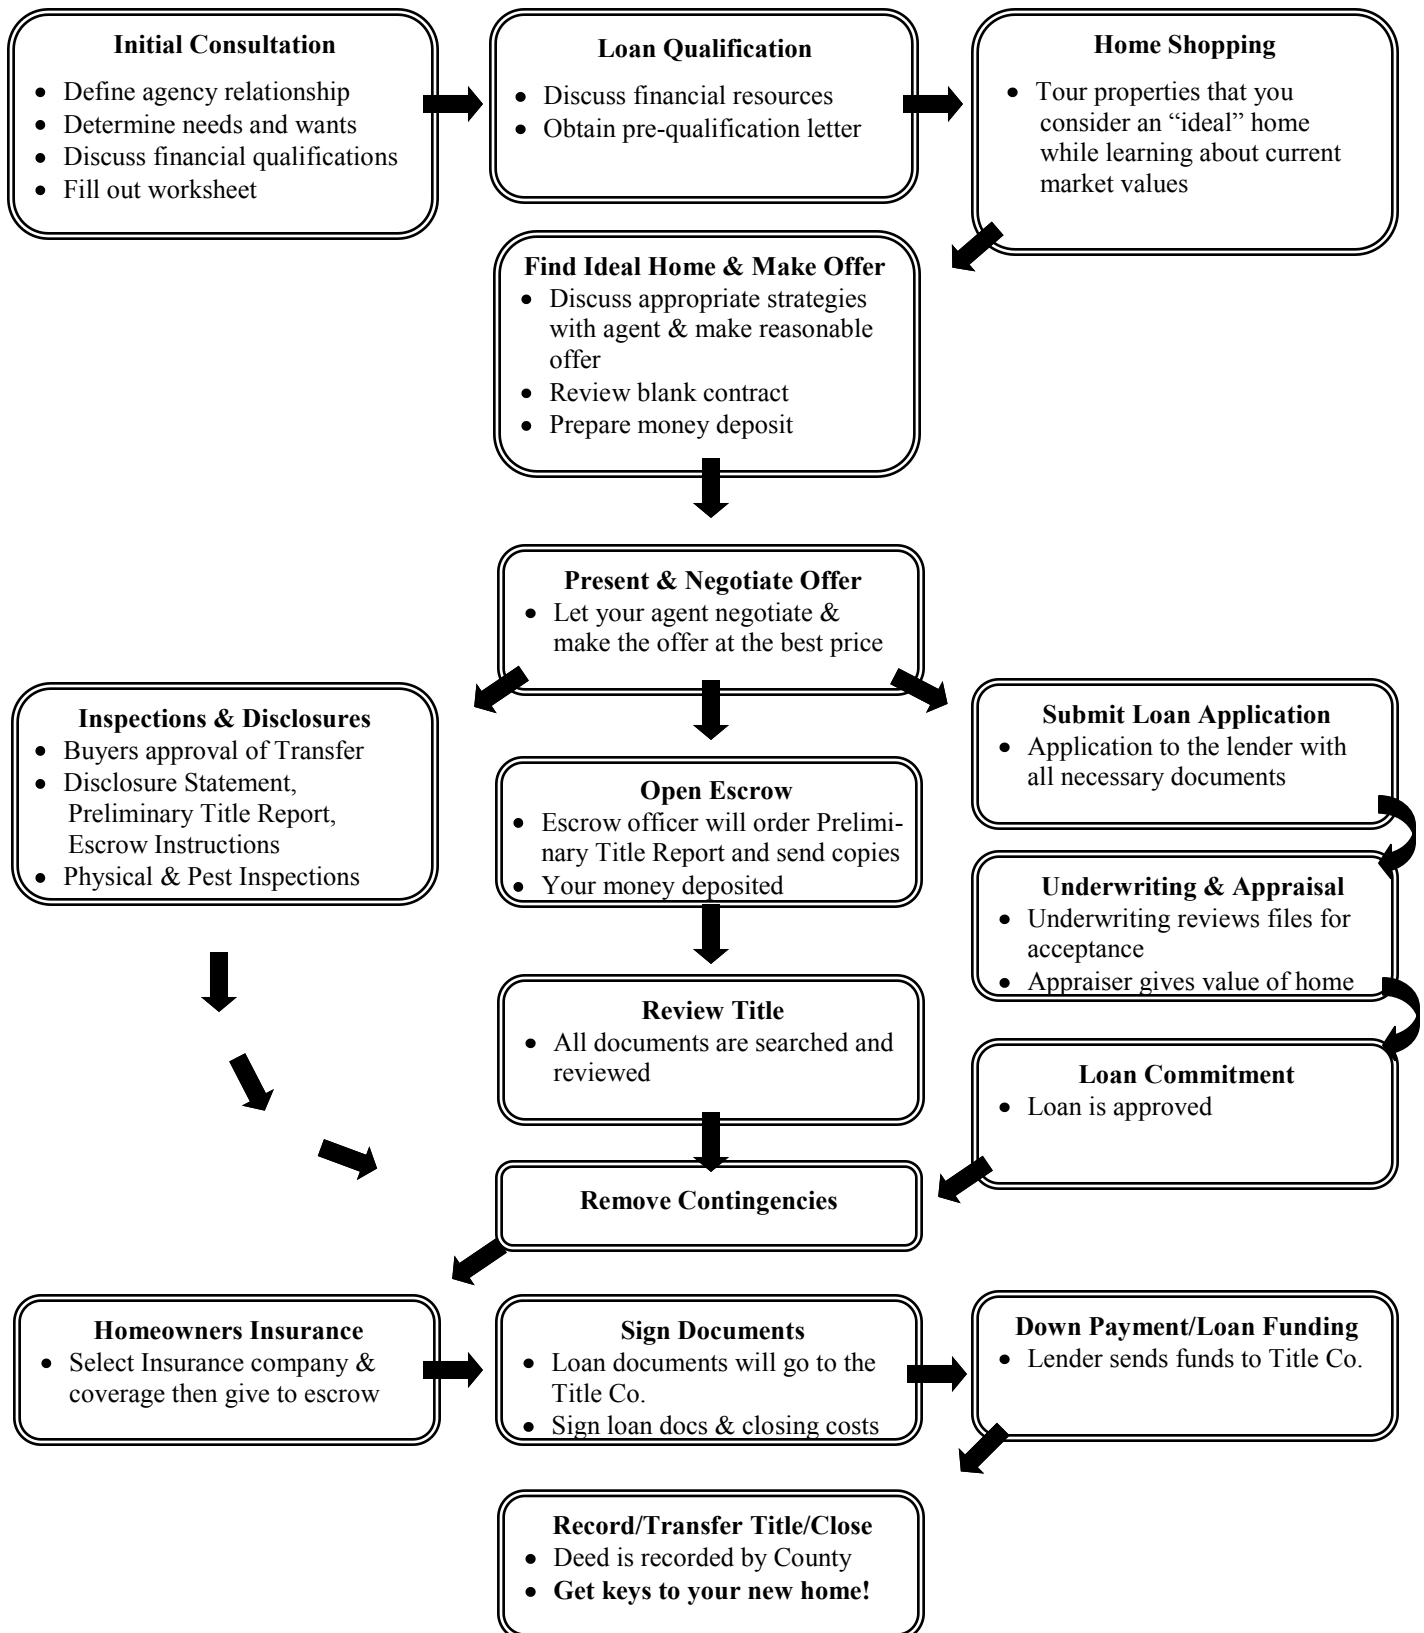 Initial Consultation
• Define agency relationship
• Determine needs and wants
• Discuss financial qualifications
• Fill out worksheet
Loan Qualification
• Discuss financial resources
• Obtain pre-qualification letter
Home Shopping
• Tour properties that you
consider an “ideal” home
while learning about current
market values
Find Ideal Home & Make Offer
• Discuss appropriate strategies
with agent & make reasonable
offer
• Review blank contract
• Prepare money deposit
Present & Negotiate Offer
• Let your agent negotiate &
make the offer at the best price
Inspections & Disclosures
• Buyers approval of Transfer
• Disclosure Statement,
Preliminary Title Report,
Escrow Instructions
• Physical & Pest Inspections
Open Escrow
• Escrow officer will order Prelimi-
nary Title Report and send copies
• Your money deposited
Submit Loan Application
• Application to the lender with
all necessary documents
Underwriting & Appraisal
• Underwriting reviews files for
acceptance
• Appraiser gives value of home
Review Title
• All documents are searched and
reviewed
Loan Commitment
• Loan is approved
Remove Contingencies
Homeowners Insurance
• Select Insurance company &
coverage then give to escrow
Sign Documents
• Loan documents will go to the
Title Co.
• Sign loan docs & closing costs
Down Payment/Loan Funding
• Lender sends funds to Title Co.
Record/Transfer Title/Close
• Deed is recorded by County
• Get keys to your new home!